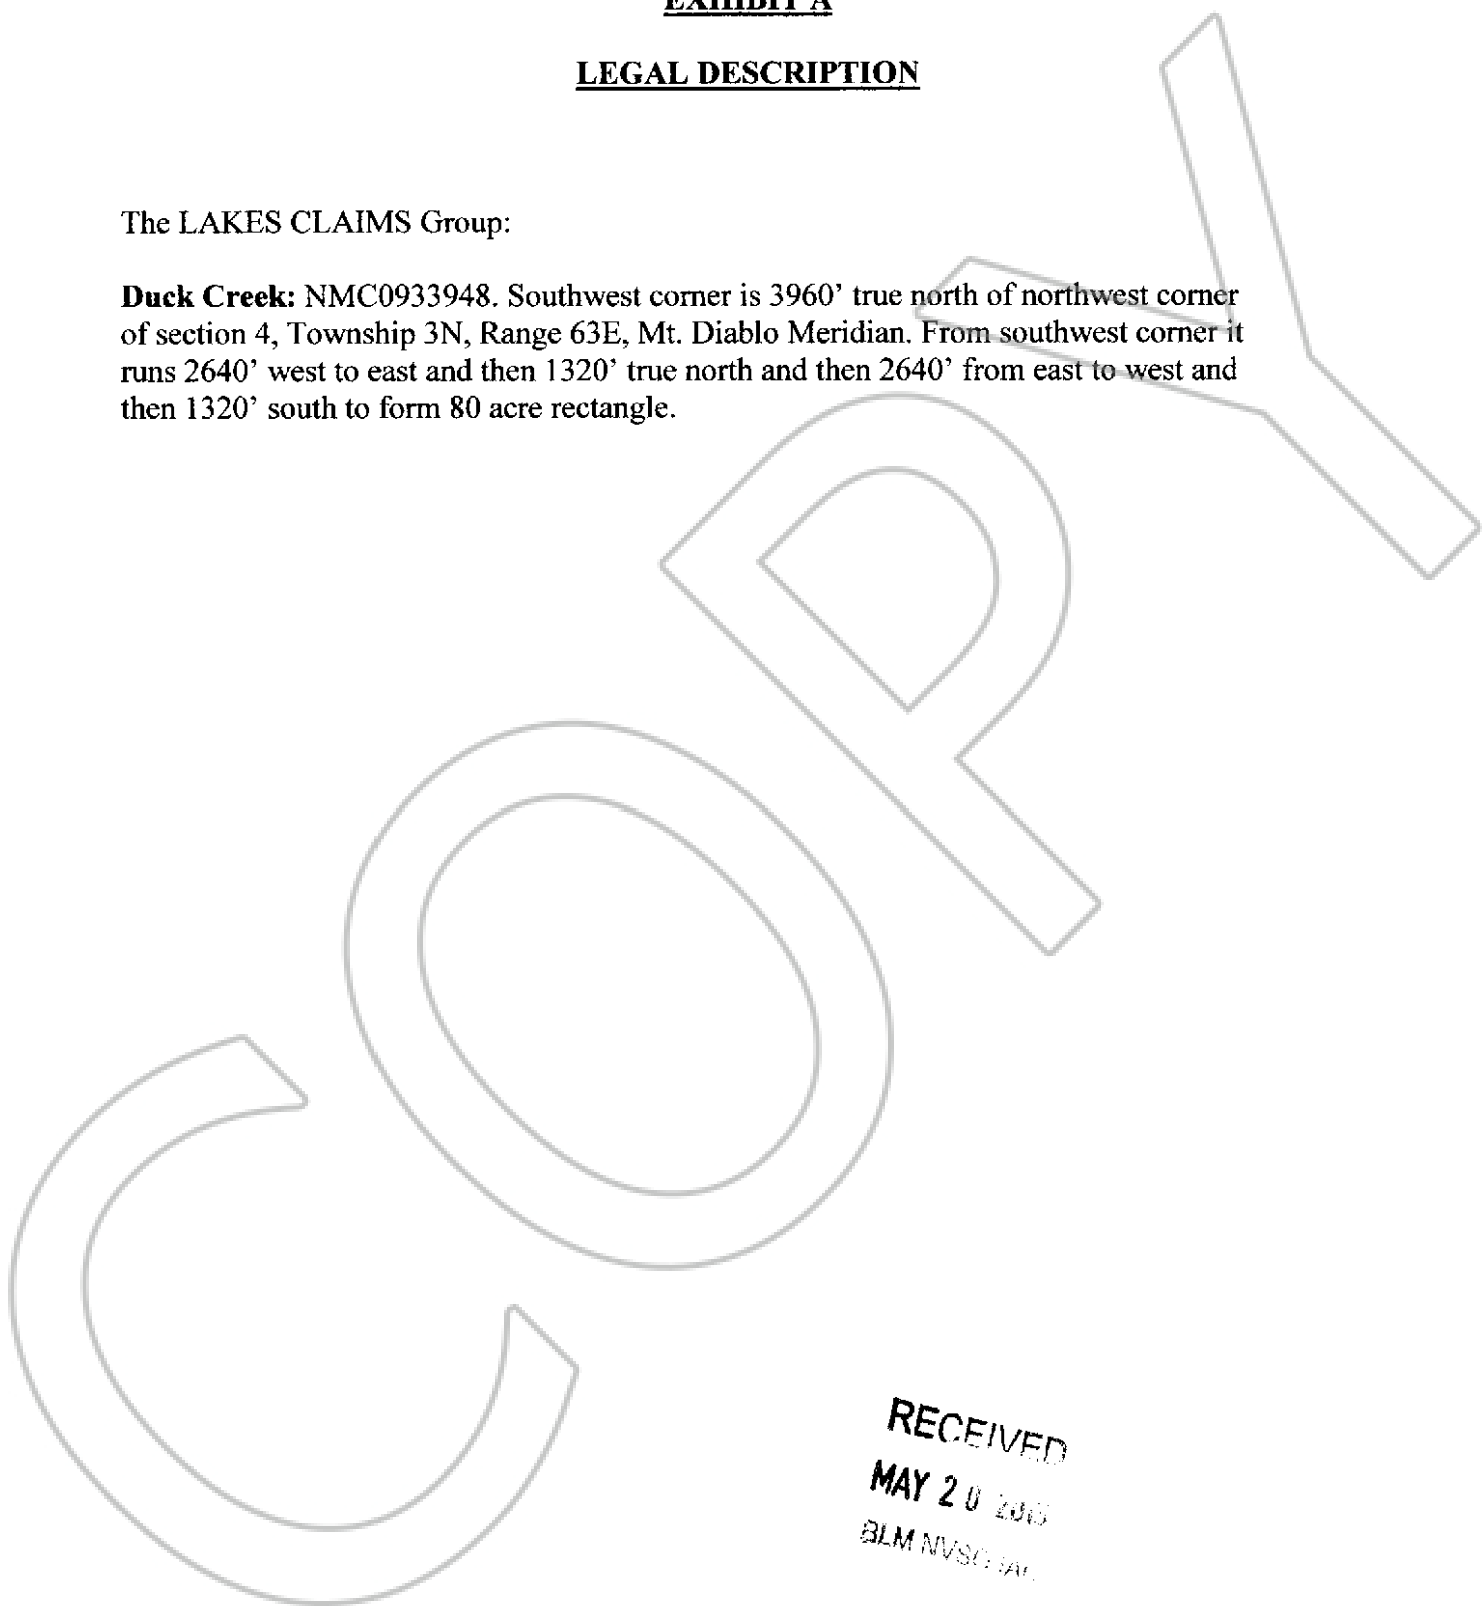 EXHIBIT A
LEGAL DESCRIPTION
The LAKES CLAIMS Group:
Duck Creek: NMC0933948. Southwest corner is 3960’ true north of northwest corner
of section 4, Township 3N, Range 63E, Mt. Diablo Meridian. From southwest corner it
runs 2640’ west to east and then 1320’ true north and then 2640’ from east to west and
then 1320’ south to form 80 acre rectangle.
COPY
RECEIVED
MAY 20
BLM